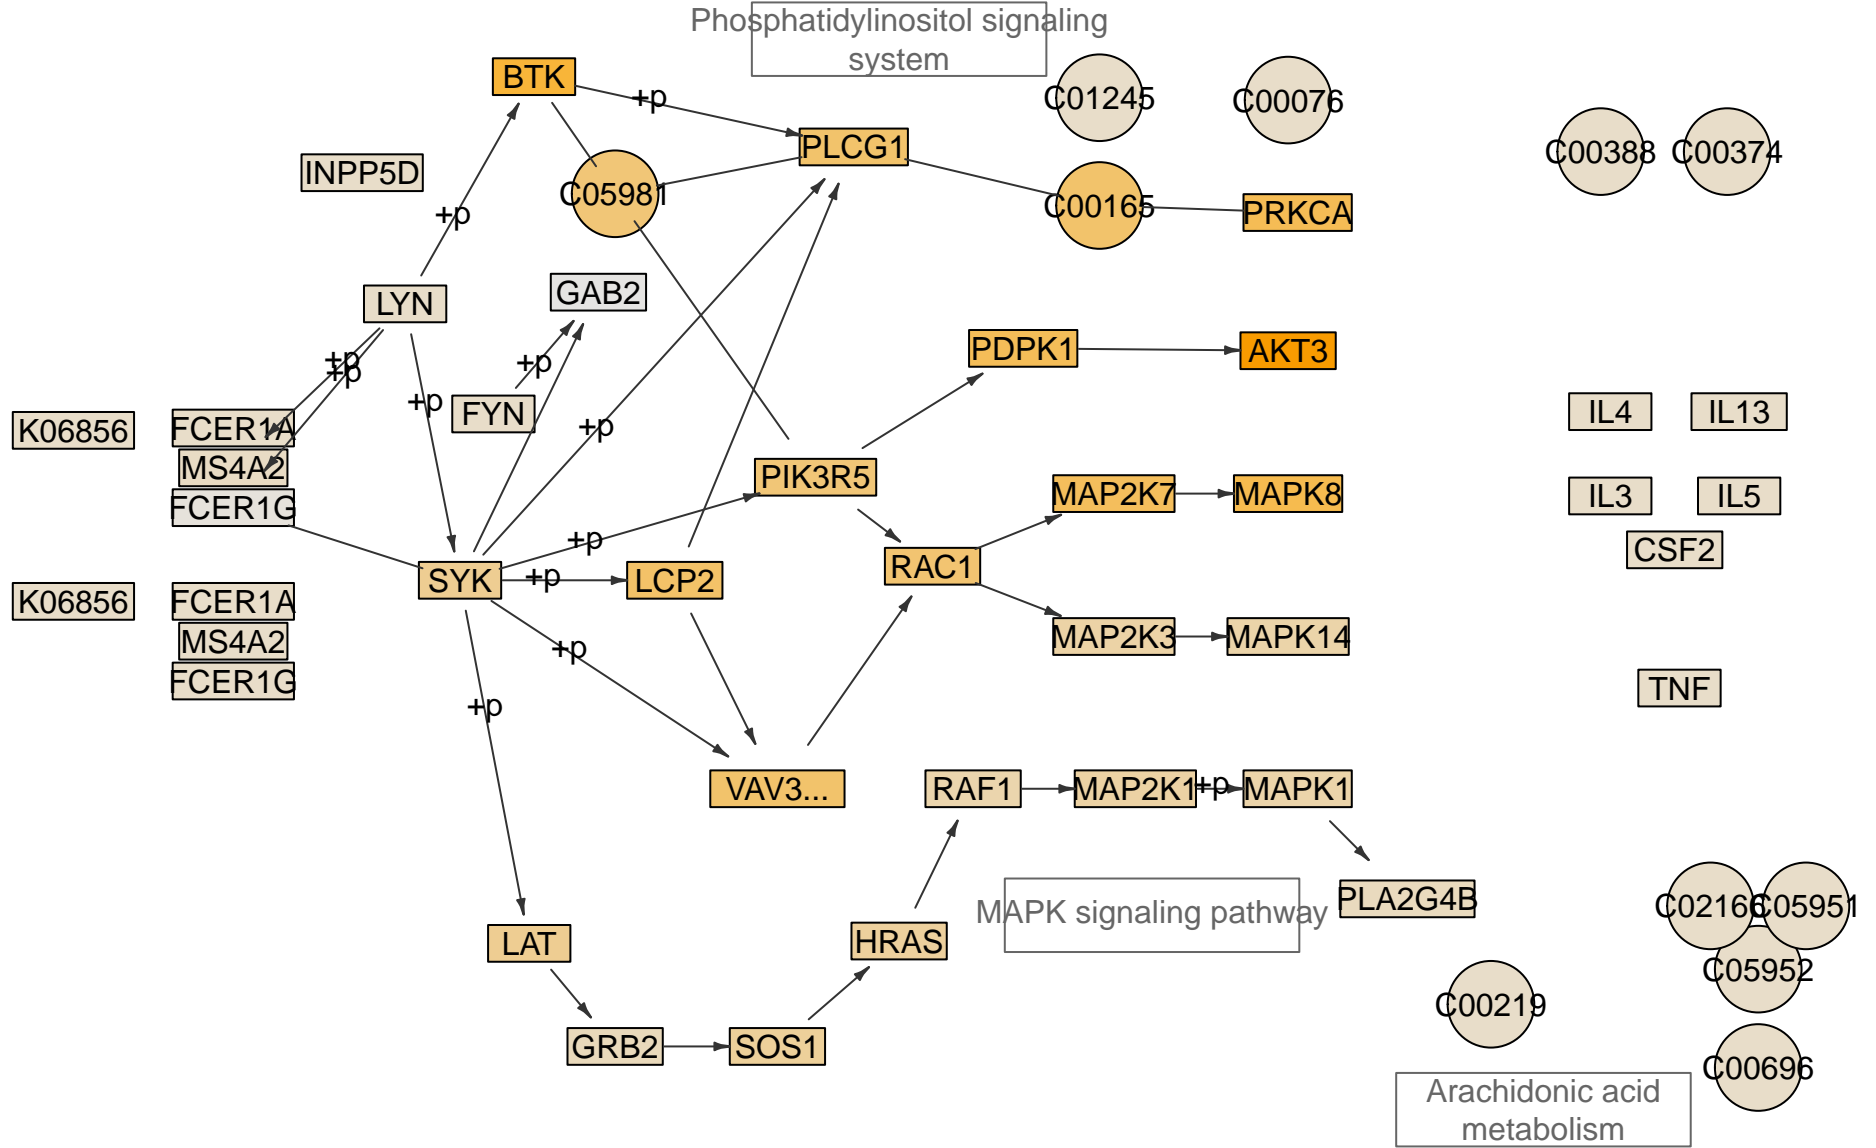 Phosphatidylinositol signaling
system
BTK
+p
C01245
C00076
PLCG1
C00388
C00374
INPP5D
C05981
C00165
PRKCA
+p
LYN
GAB2
+p
+p
+p
PDPK1
AKT3
+p
FYN
+p
K06856
FCER1A
MS4A2
FCER1G
PIK3R5
MAP2K7
MAPK8
IL4
IL13
IL3
IL5
CSF2
+p
SYK
+p
LCP2
RAC1
K06856
FCER1A
MS4A2
FCER1G
+p
MAP2K3
MAPK14
TNF
+p
VAV3...
RAF1
MAP2K1
+p
MAPK1
MAPK signaling pathway
PLA2G4B
C02166
C05951
C05952
LAT
HRAS
C00219
GRB2
SOS1
C00696
Arachidonic acid
metabolism